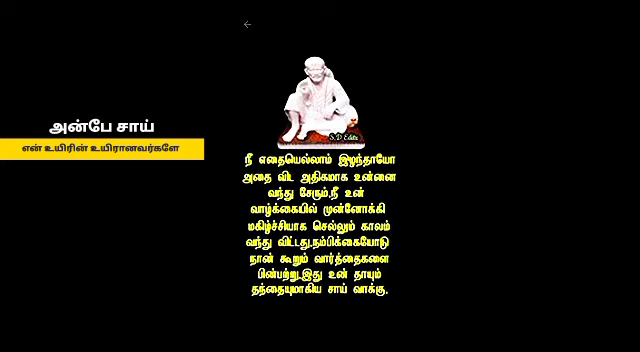 அன்பே சாய்
என் உயிரின் உயிரானவர்களே
S.D Edits
நீ எதையெல்லாம் இழந்தாயோ
அதை விட அதிகமாக உன்னை
வந்து சேரும்.நீ உன்
வாழ்க்கையில் முன்னோக்கி
மகிழ்ச்சியாக செல்லும் காலம்
வந்து விட்டது.நம்பிக்கையோடு
நான் கூறும் வார்த்தைகளை
பின்பற்று.இது உன் தாயும்
தந்தையுமாகிய சாய் வாக்கு.